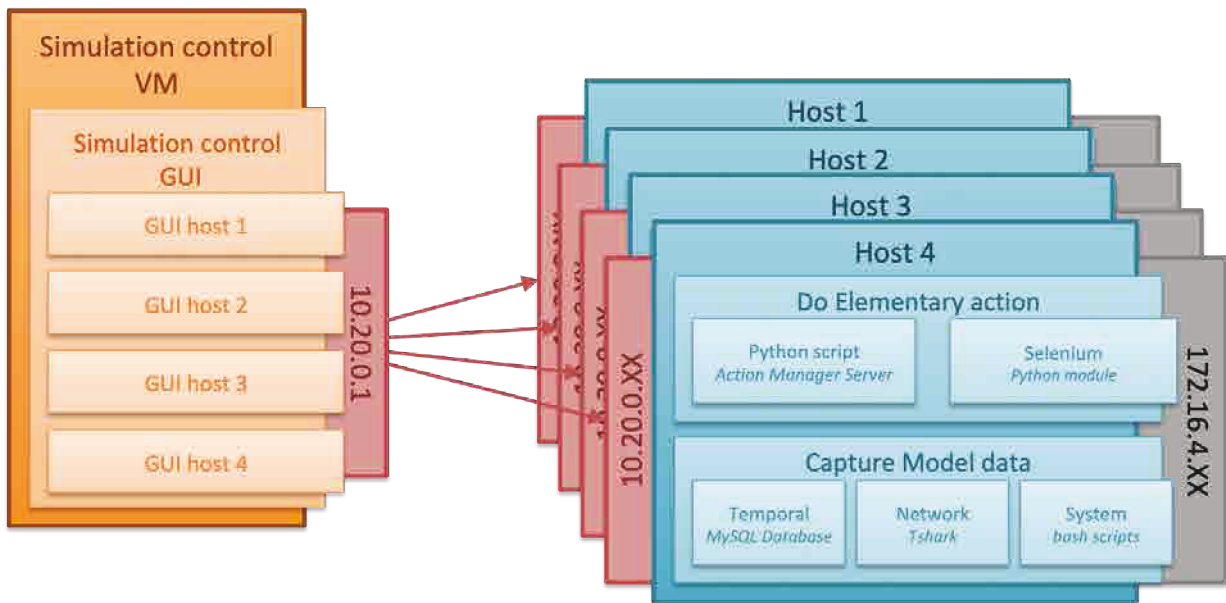 Simulation control
VM
Simulation control
GUI
GUI host 1
GUI host 2
GUI host 3
GUI host 4
10.20.0.1
Host 1
Host 2
Host 3
Host 4
10.20.0.XX
Do Elementary action
Python script
Action Manager Server
Selenium
Python module
Capture Model data
Temporal
MySQL Database
Network
Tshark
System
bash scripts
172.16.4.XX